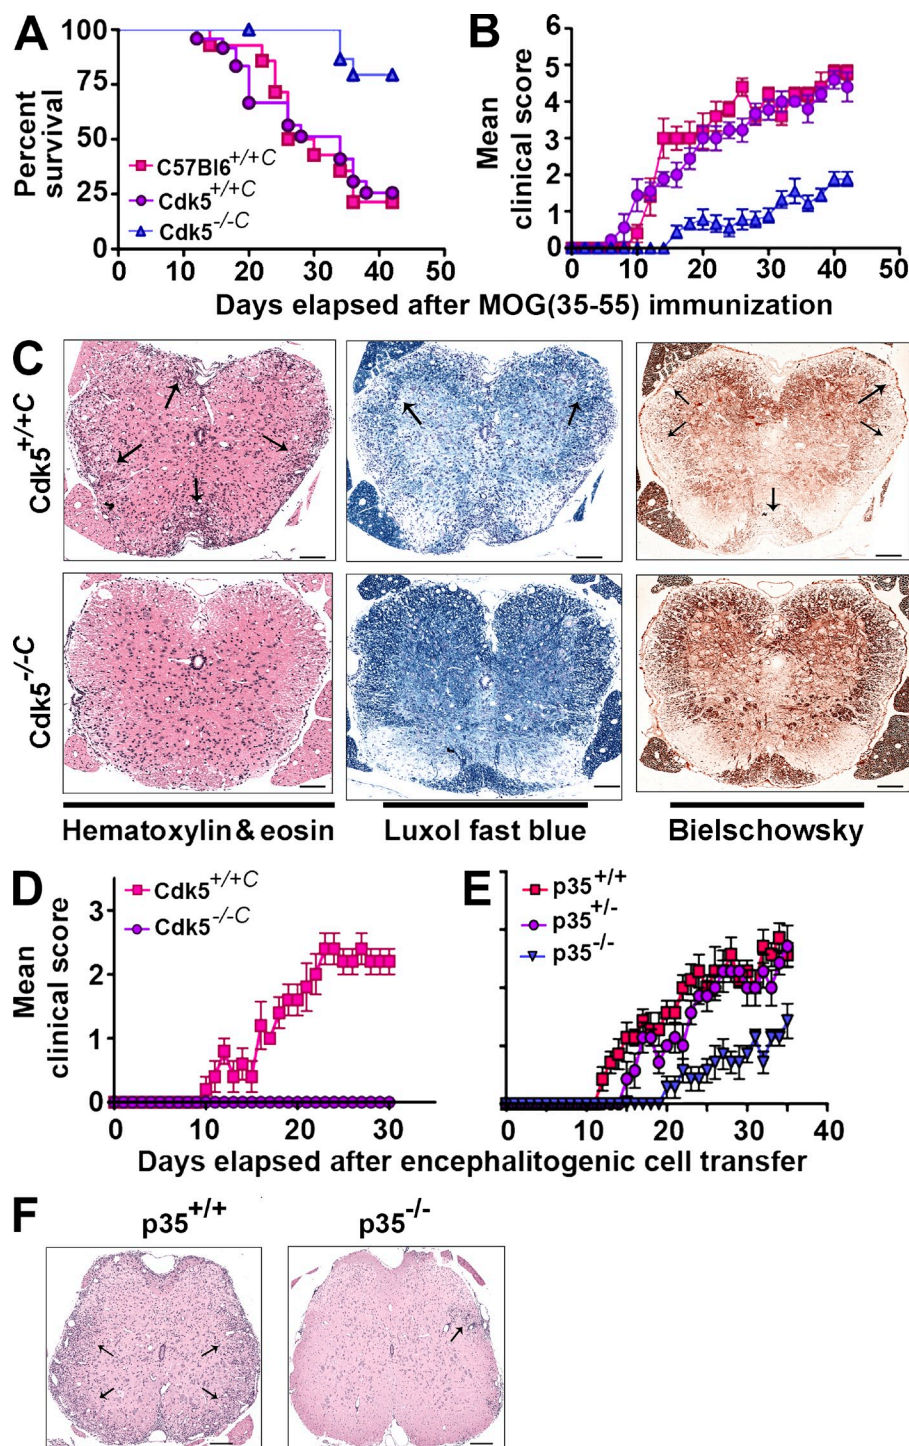 A
100
75
50
25
0
Percent
survival
C57Bl6+/+C
Cdk5+/+C
Cdk5-/-C
0 10 20 30 40 50
B
6
5
4
3
2
1
0
Mean
clinical score
0 10 20 30 40 50
Days elapsed after MOG(35-55) immunization
C
Cdk5+/+C
Cdk5-/-C
Hematoxylin & eosin
Luxol fast blue
Bielschowsky
D
Cdk5+/+C
Cdk5-/-C
3
2
1
0
Mean
clinical score
0 10 20 30
E
p35+/+
p35+/-
p35-/-
0 10 20 30 40
Days elapsed after encephalitogenic cell transfer
F
p35+/+
p35-/-